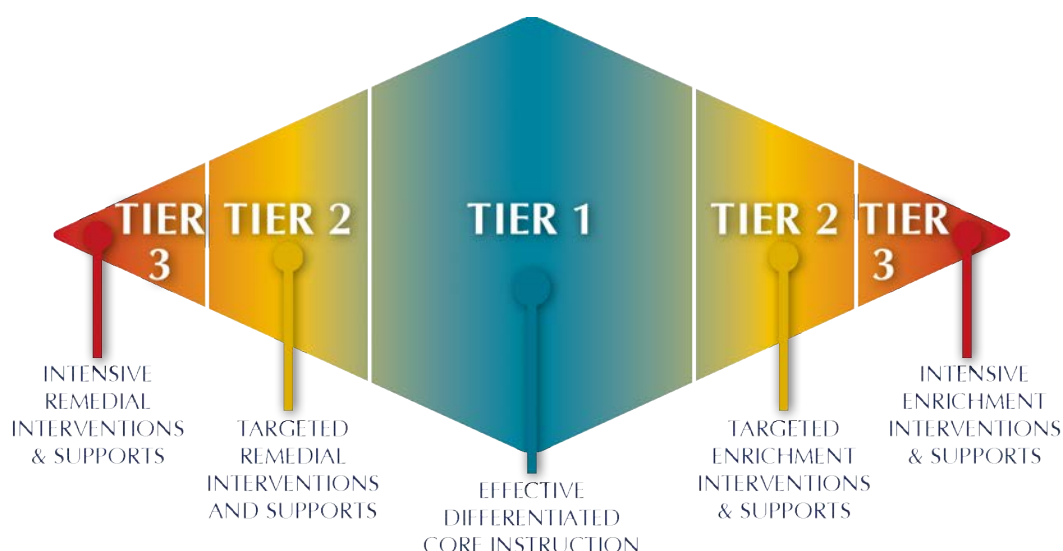 TIER
3
TIER 2
TIER 1
TIER 2
TIER
3
INTENSIVE
REMEDIAL
INTERVENTIONS
& SUPPORTS
TARGETED
REMEDIAL
INTERVENTIONS
AND SUPPORTS
EFFECTIVE
DIFFERENTIATED
CORE INSTRUCTION
TARGETED
ENRICHMENT
INTERVENTIONS
& SUPPORTS
INTENSIVE
ENRICHMENT
INTERVENTIONS
& SUPPORTS